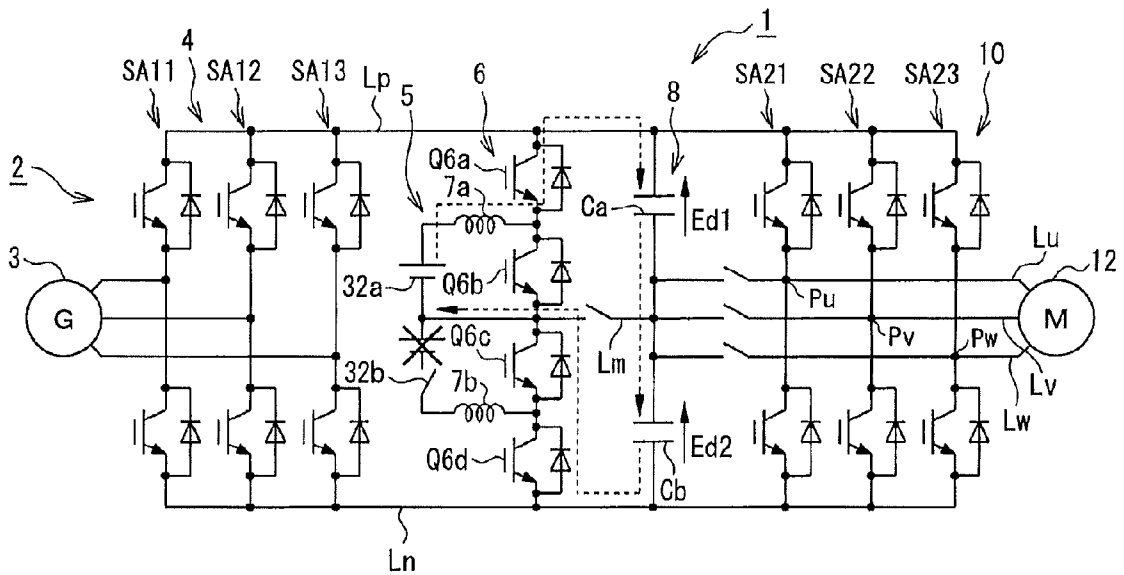 1
4
SA11
SA12
SA13
Lp
5
6
8
SA21
SA22
SA23
10
2
Q6a
7a
Ca
Ed1
Lu
12
3
G
32a
Q6b
Pu
M
Q6c
Lm
Pv
Pw
Lv
32b
7b
Lw
Q6d
Ed2
Cb
Ln